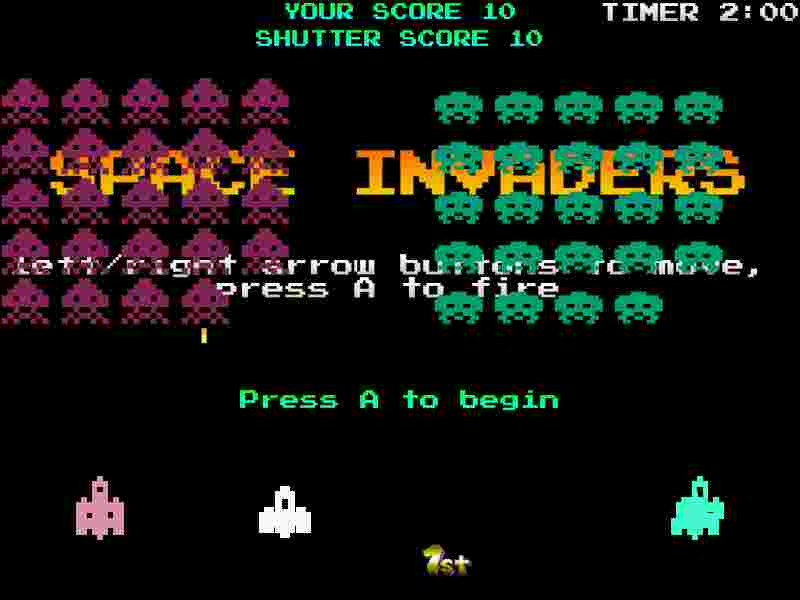 YOUR SCORE 10
TIMER 2:00
SHUTTER SCORE 10
SPACE INVADERS
Left/right arrow buttons to move,
press A to fire
Press A to begin
1st